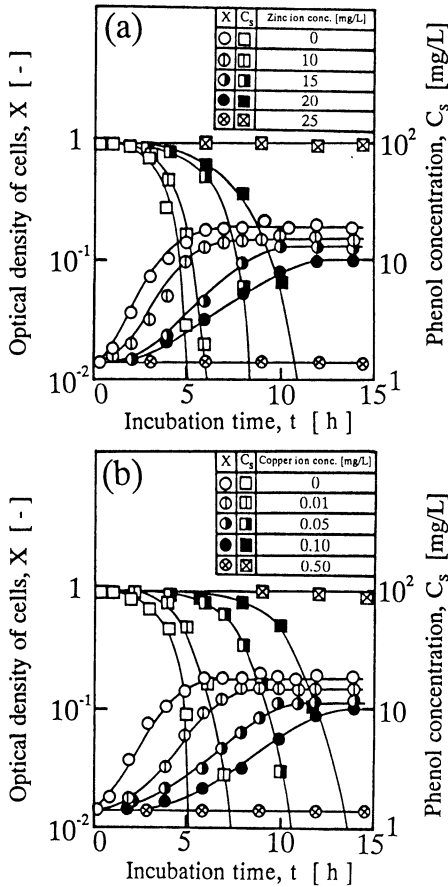 (a)
X Cs Zinc ion conc. [mg/L]
0
10
15
20
25
Optical density of cells, X [-]
Phenol concentration, Cs [mg/L]
1
10-1
10-2
10 2
10
1
0 5 10 15
Incubation time, t [h]
(b)
X Cs Copper ion conc. [mg/L]
0
0.01
0.05
0.10
0.50
Optical density of cells, X [-]
Phenol concentration, Cs [mg/L]
1
10-1
10-2
10 2
10
1
0 5 10 15
Incubation time, t [h]